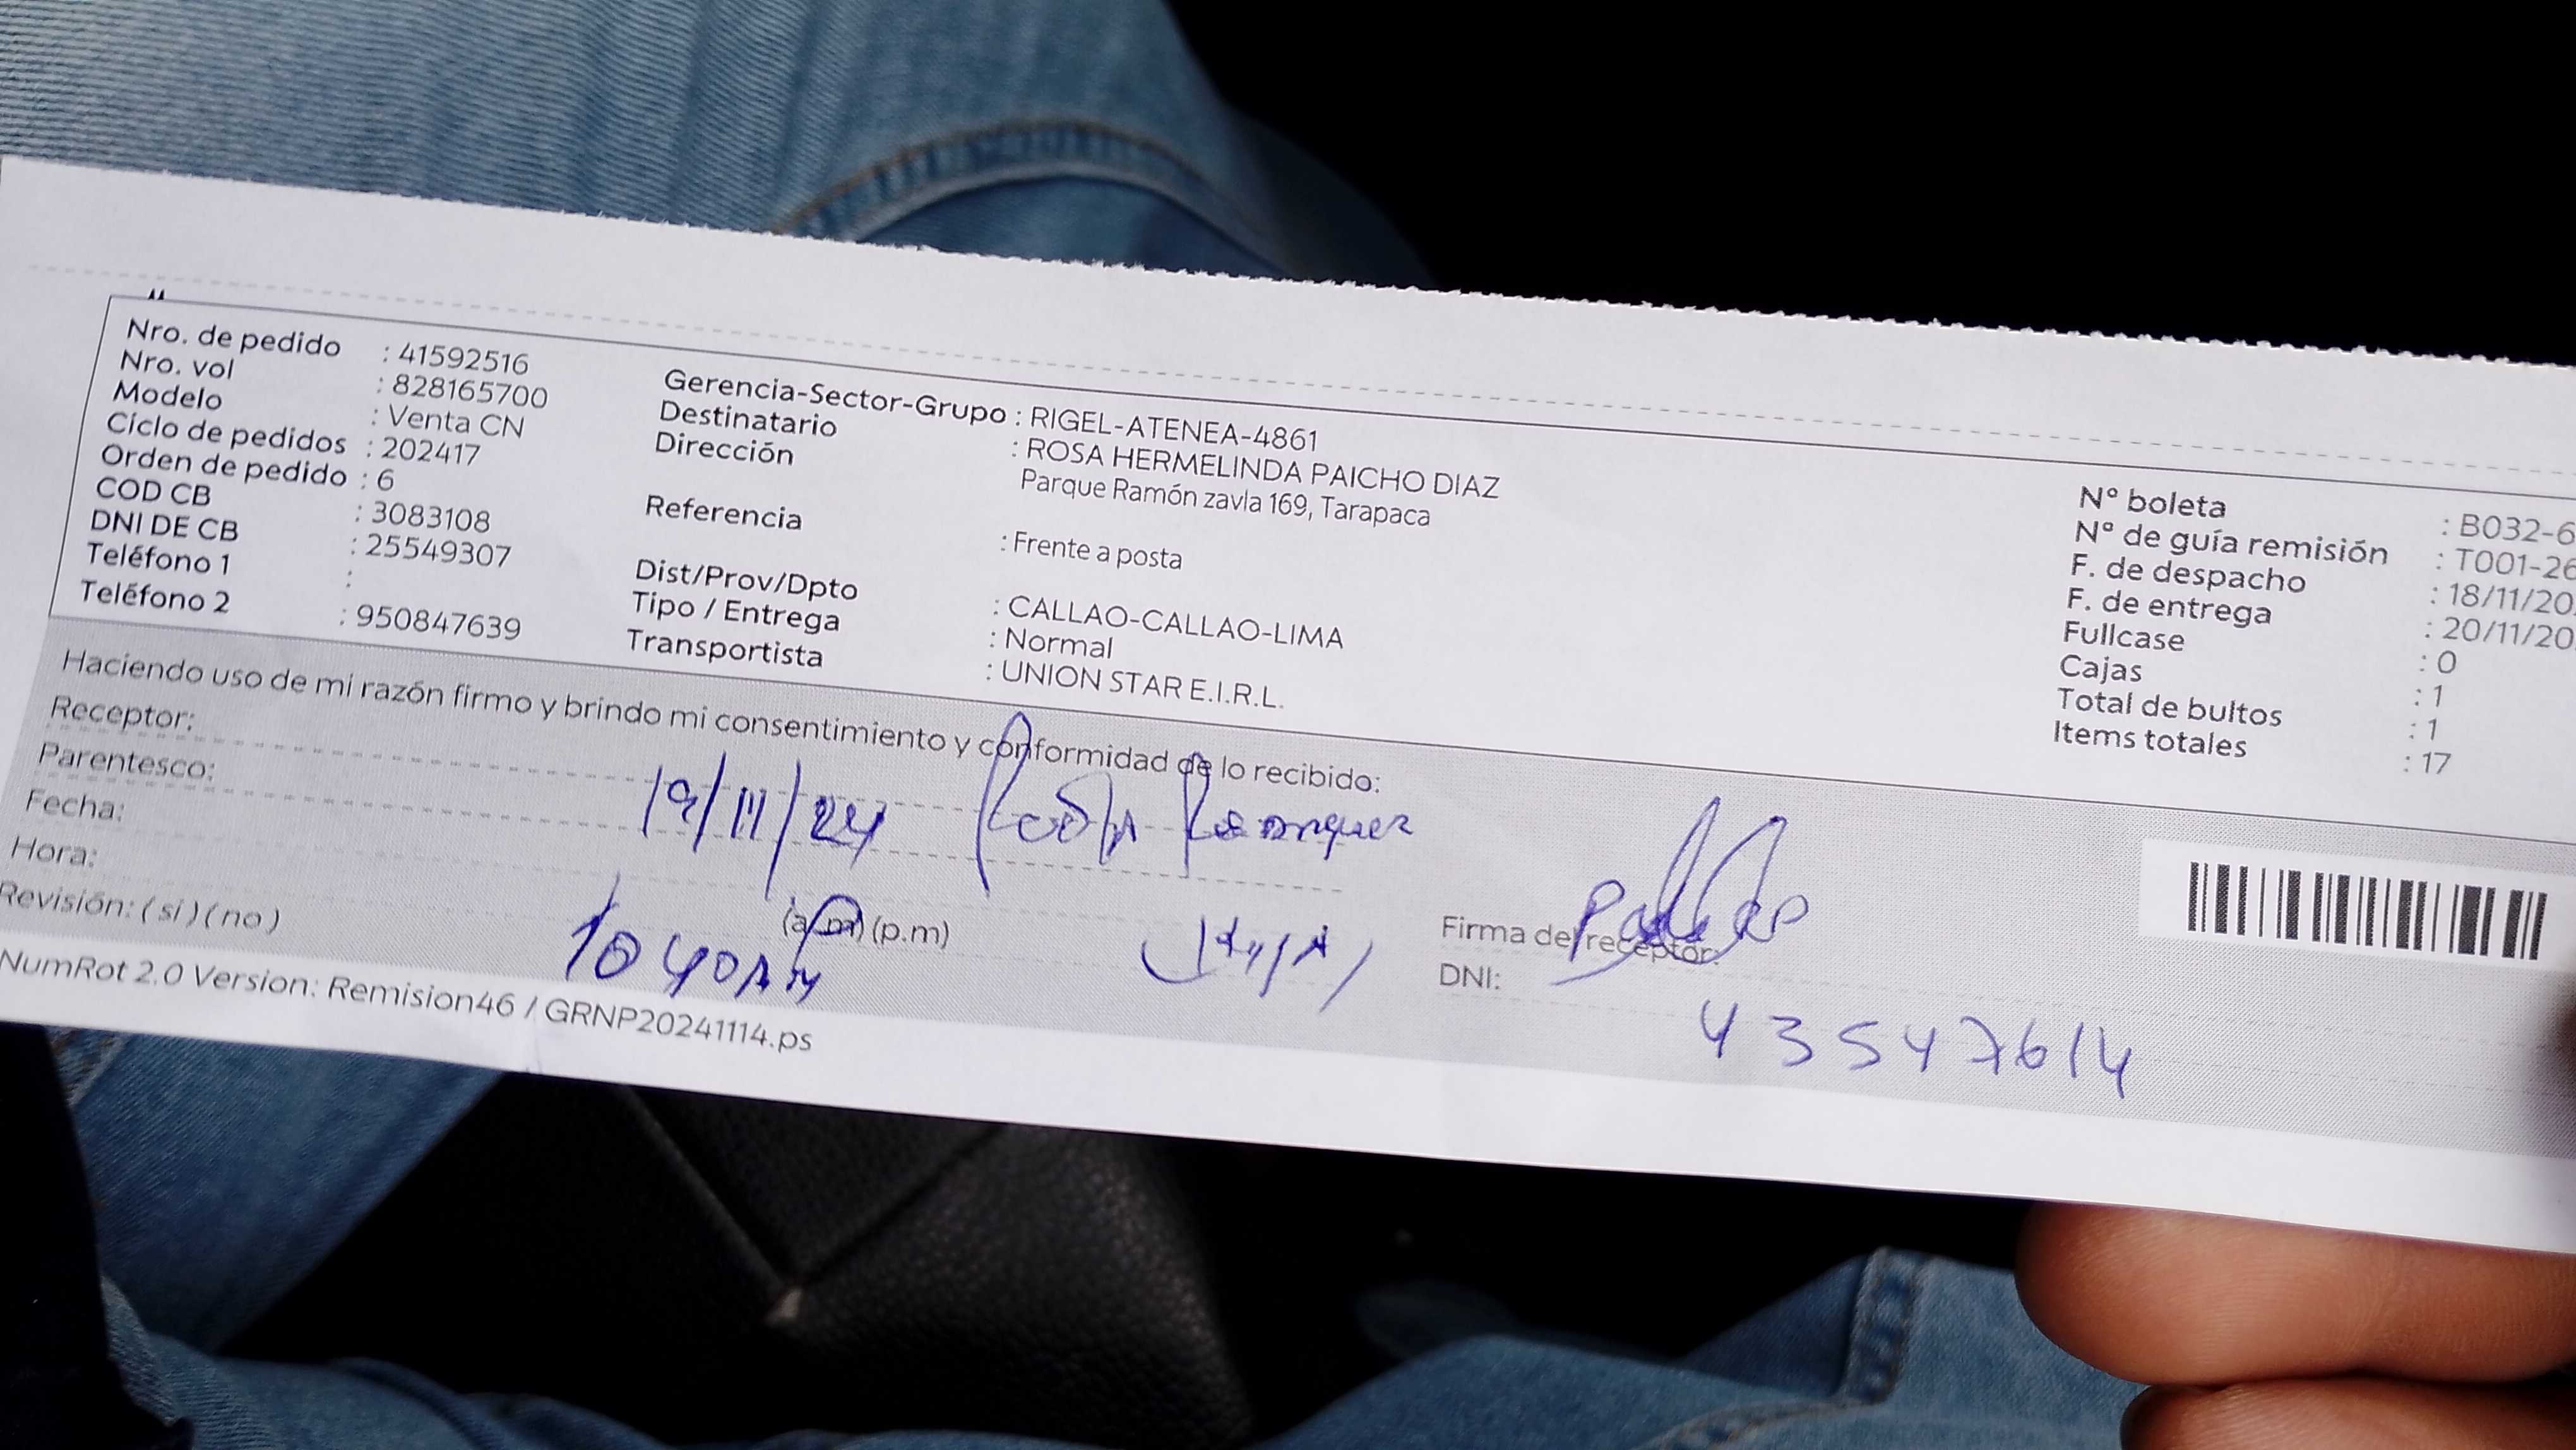 Nro. de pedido : 41592516
Nro. vol : 828165700
Modelo : Venta CN
Ciclo de pedidos : 202417
Orden de pedido : 6
COD CB : 3083108
DNI DE CB : 25549307
Teléfono 1 :
Teléfono 2 : 950847639
Gerencia-Sector-Grupo : RIGEL-ATENEA-4861
Destinatario : ROSA HERMELINDA PAICHO DIAZ
Dirección Parque Ramón zavla 169, Tarapaca
Referencia : Frente a posta
Dist/Prov/Dpto : CALLAO-CALLAO-LIMA
Tipo / Entrega : Normal
Transportista : UNION STAR E.I.R.L.
N° boleta : B032-6
N° de guía remisión : T001-26
F. de despacho : 18/11/20
F. de entrega : 20/11/20
Fullcase : 0
Cajas : 1
Total de bultos : 1
Items totales : 17
Haciendo uso de mi razón firmo y brindo mi consentimiento y conformidad de lo recibido:
Receptor:
Parentesco:
Fecha: 19/11/24
Hora: 10 40 AM (a.m) (p.m)
Revisión: ( si ) ( no )
Firma del receptor:
DNI: 43547614
NumRot 2.0 Version: Remision46 / GRNP20241114.ps